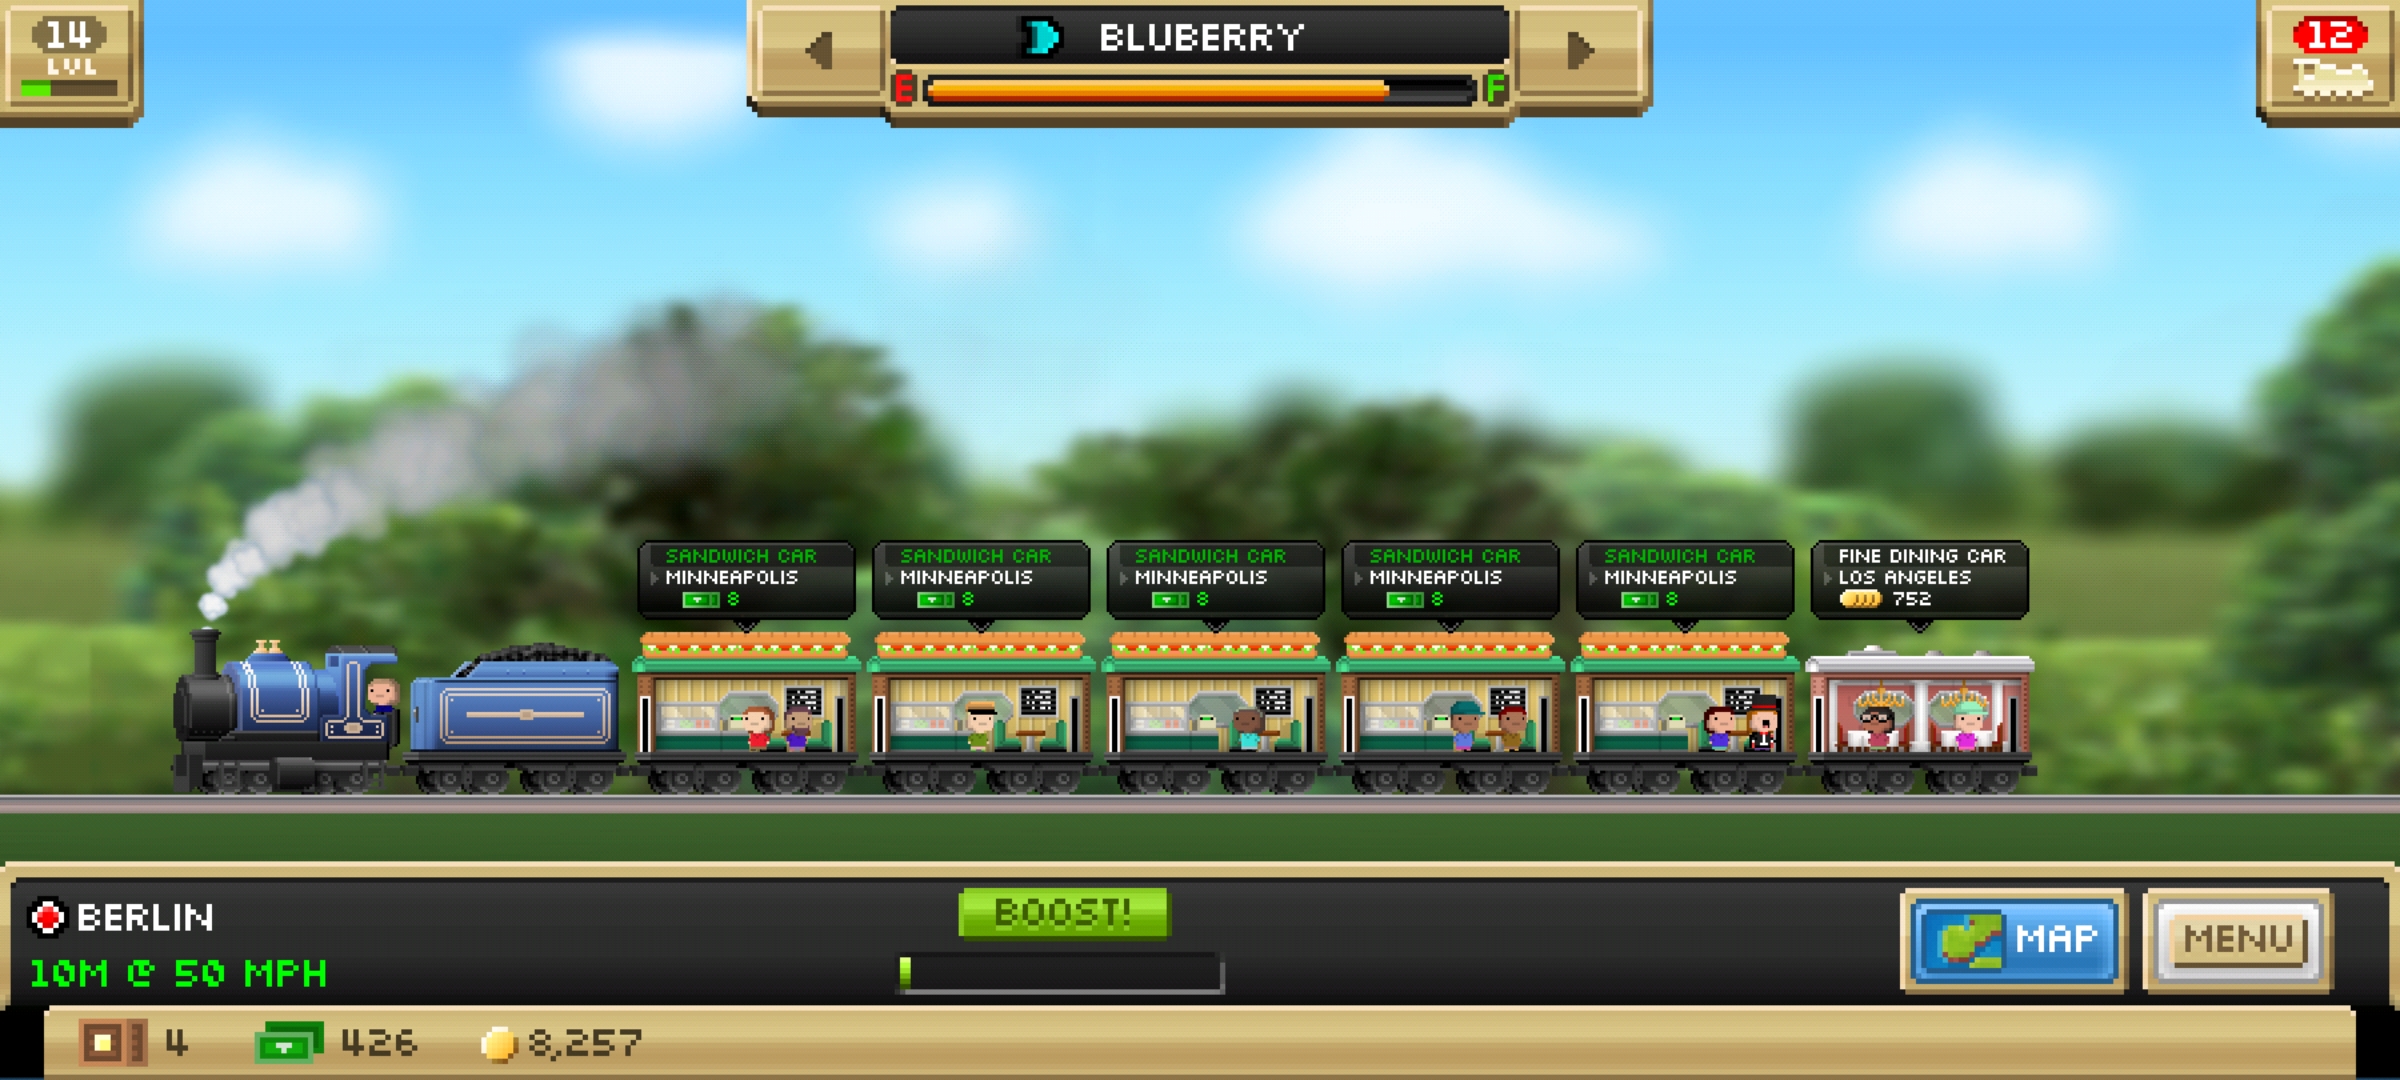 14
LVL
BLUBERRY
E
F
12
SANDWICH CAR
MINNEAPOLIS
8
SANDWICH CAR
MINNEAPOLIS
8
SANDWICH CAR
MINNEAPOLIS
8
SANDWICH CAR
MINNEAPOLIS
8
SANDWICH CAR
MINNEAPOLIS
8
FINE DINING CAR
LOS ANGELES
752
BERLIN
10M @ 50 MPH
BOOST!
MAP
MENU
4
426
8,257